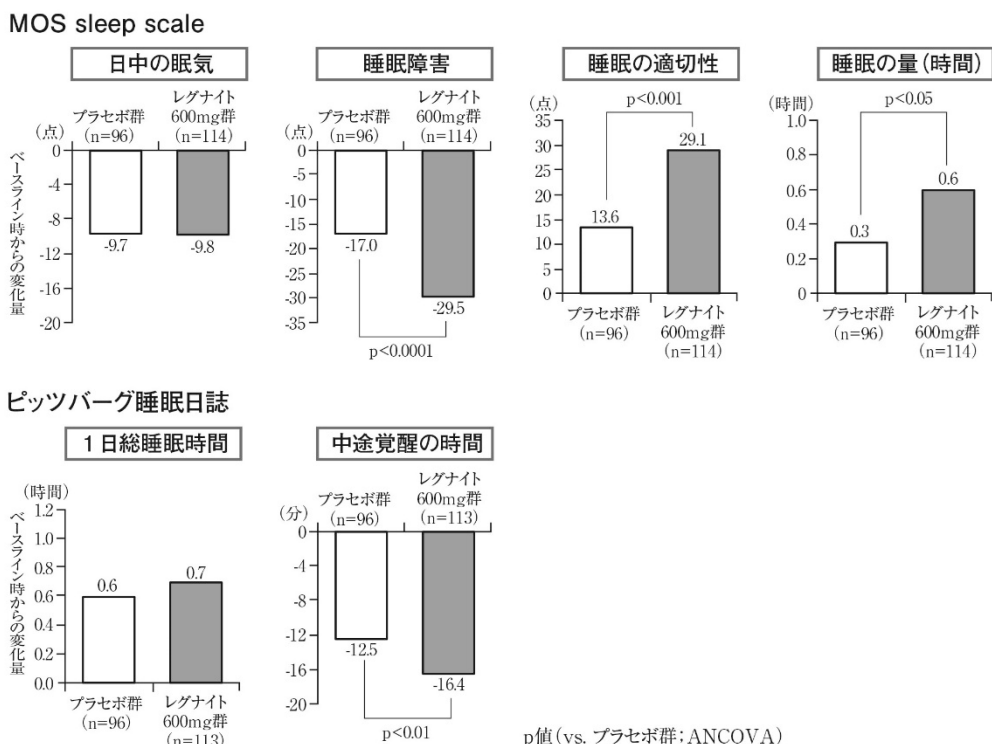 MOS sleep scale
日中の眠気
プラセボ群
(n=96)
レグナイト
600mg群
(n=114)
(点)
ベースライン時からの変化量
0
-4
-8
-12
-16
-20
-9.7
-9.8
睡眠障害
プラセボ群
(n=96)
レグナイト
600mg群
(n=114)
(点)
0
-5
-10
-15
-20
-25
-30
-35
-17.0
-29.5
p<0.0001
睡眠の適切性
p<0.001
(点)
35
30
25
20
15
10
5
0
13.6
29.1
プラセボ群
(n=96)
レグナイト
600mg群
(n=114)
睡眠の量(時間)
p<0.05
(時間)
1.0
0.8
0.6
0.4
0.2
0
0.3
0.6
プラセボ群
(n=96)
レグナイト
600mg群
(n=114)
ピッツバーグ睡眠日誌
1日総睡眠時間
(時間)
ベースライン時からの変化量
1.2
1.0
0.8
0.6
0.4
0.2
0.0
0.6
0.7
プラセボ群
(n=96)
レグナイト
600mg群
(n=113)
中途覚醒の時間
プラセボ群
(n=96)
レグナイト
600mg群
(n=113)
(分)
0
-4
-8
-12
-16
-20
-12.5
-16.4
p<0.01
p値(vs. プラセボ群;ANCOVA)